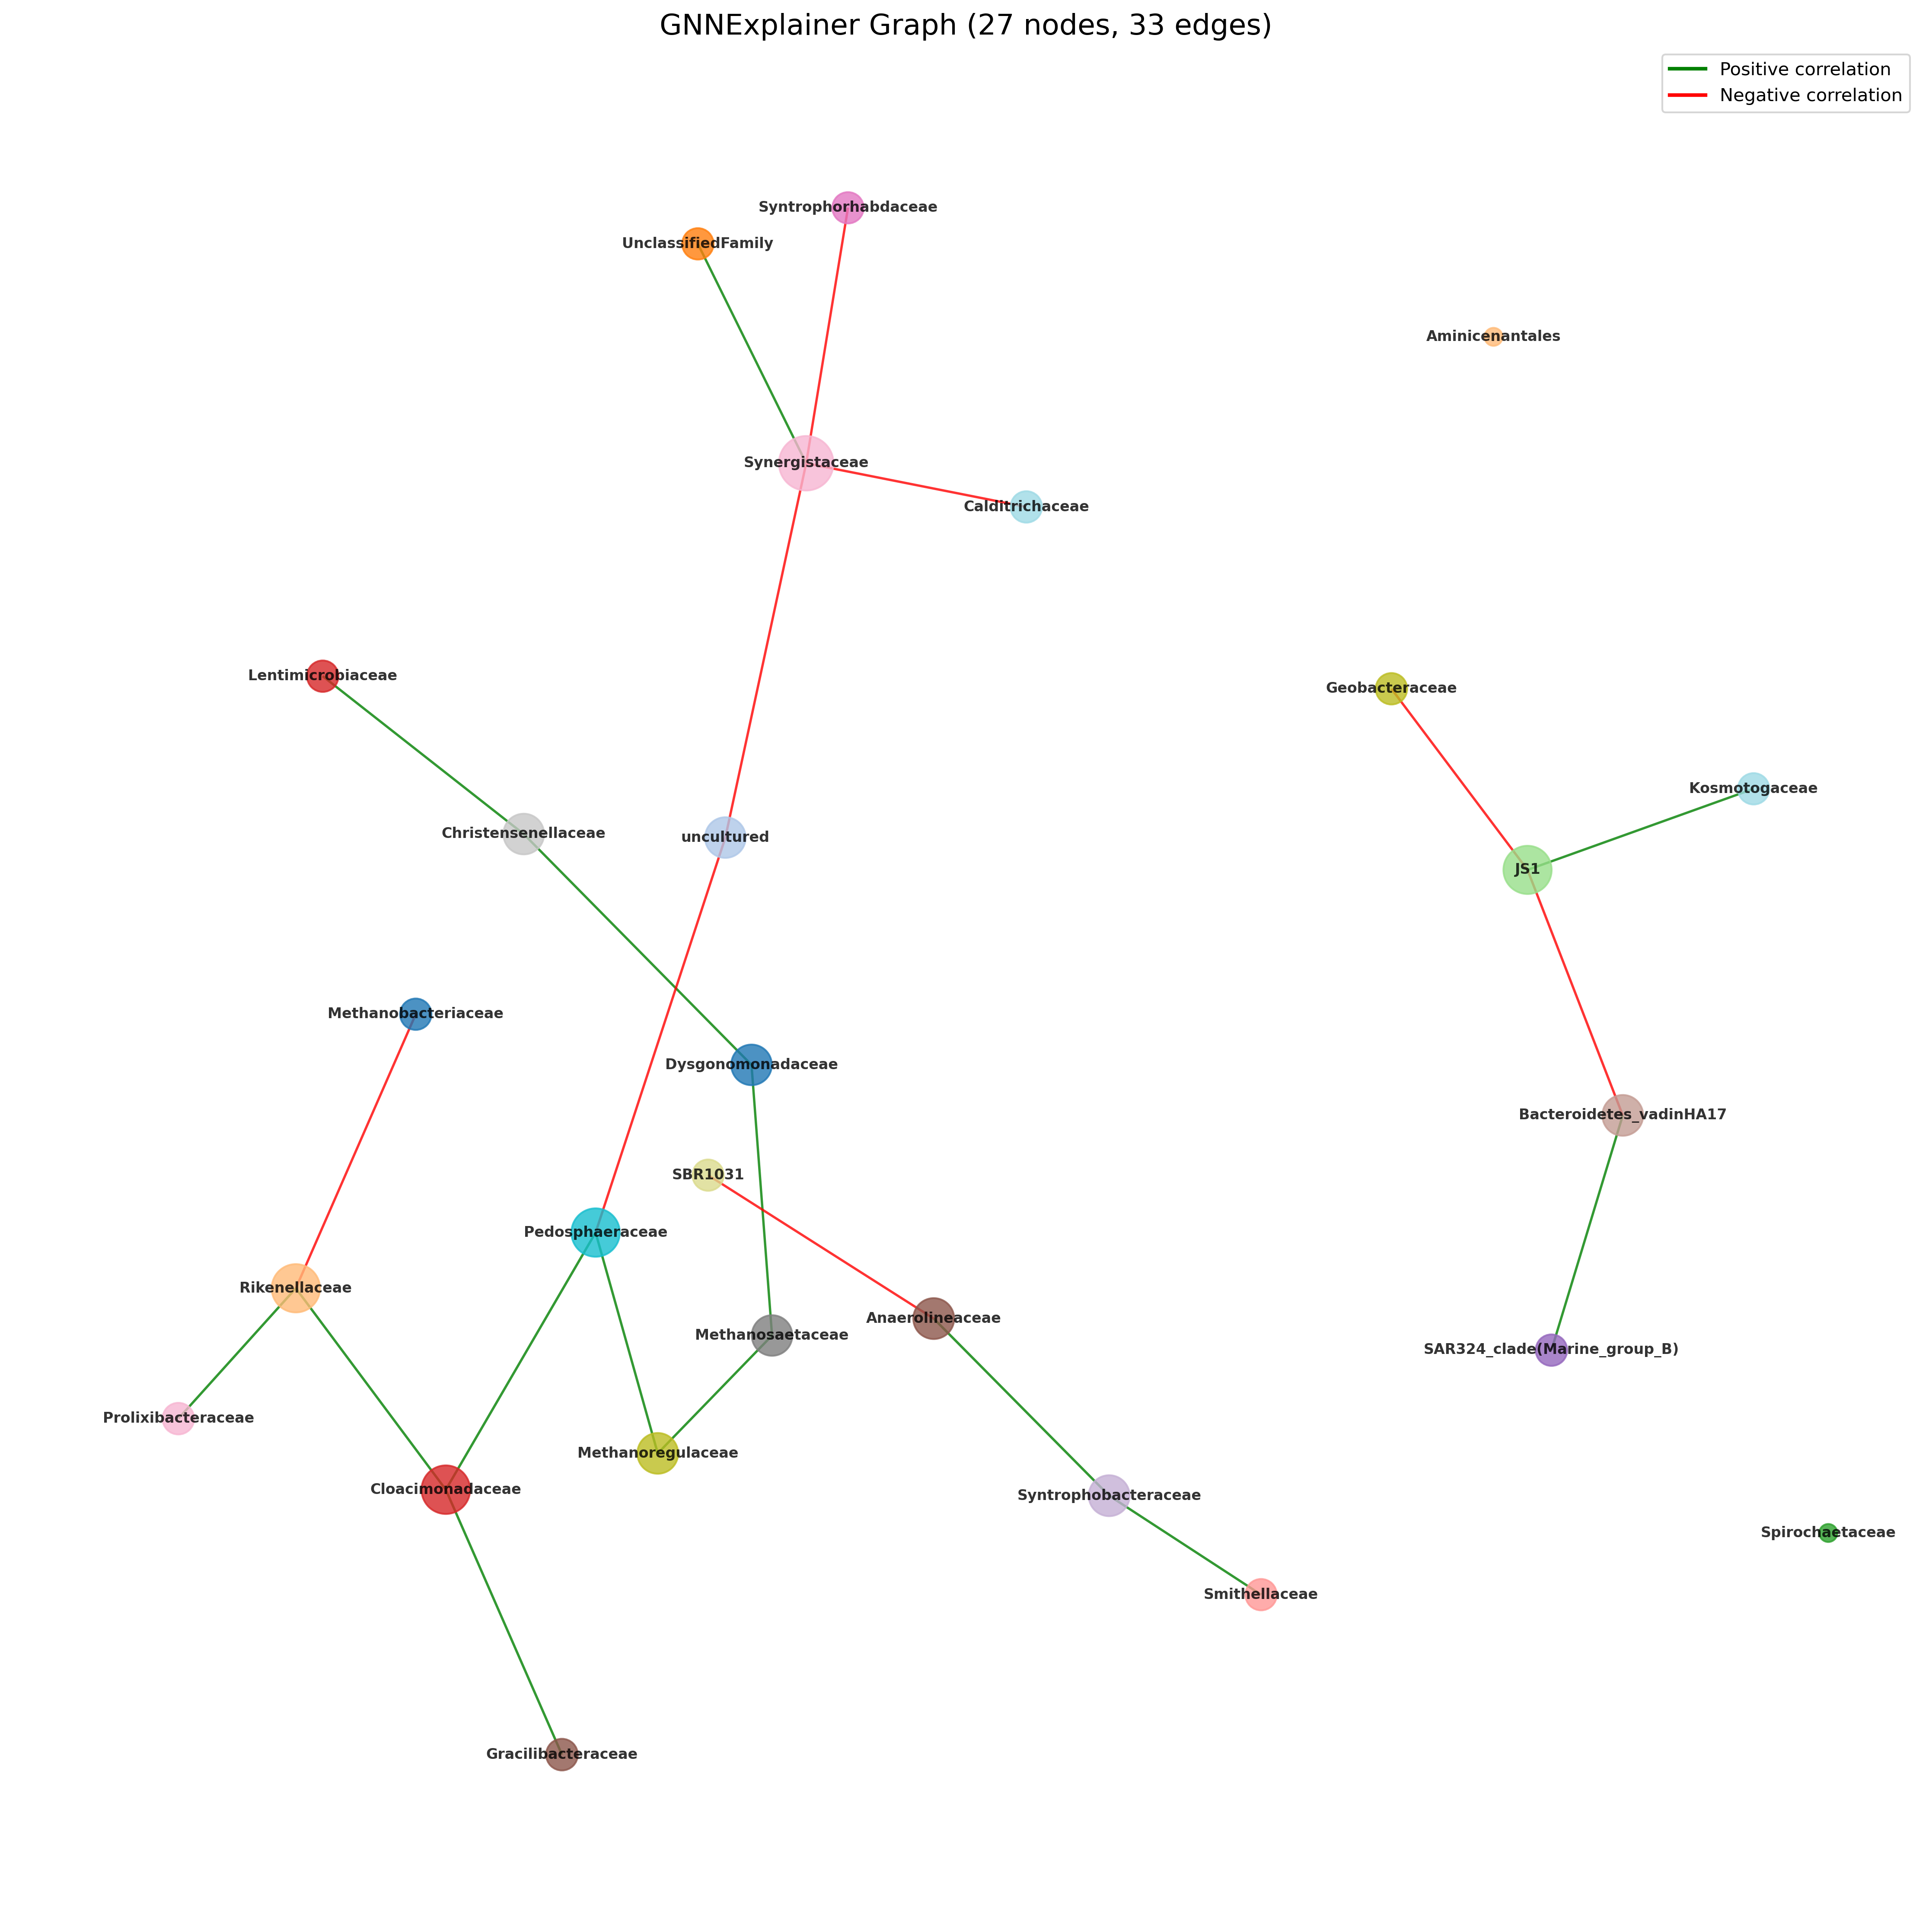 GNNExplainer Graph (27 nodes, 33 edges)
Positive correlation
Negative correlation
Syntrophorhabdaceae
UnclassifiedFamily
Aminicenantales
Synergistaceae
Calditrichaceae
Lentimicrobiaceae
Geobacteraceae
Kosmotogaceae
Christensenellaceae
uncultured
JS1
Methanobacteriaceae
Dysgonomonadaceae
Bacteroidetes_vadinHA17
SBR1031
Pedosphaeraceae
Rikenellaceae
Anaerolineaceae
Methanosaetaceae
SAR324_clade(Marine_group_B)
Prolixibacteraceae
Methanoregulaceae
Cloacimonadaceae
Syntrophobacteraceae
Spirochaetaceae
Smithellaceae
Gracilibacteraceae